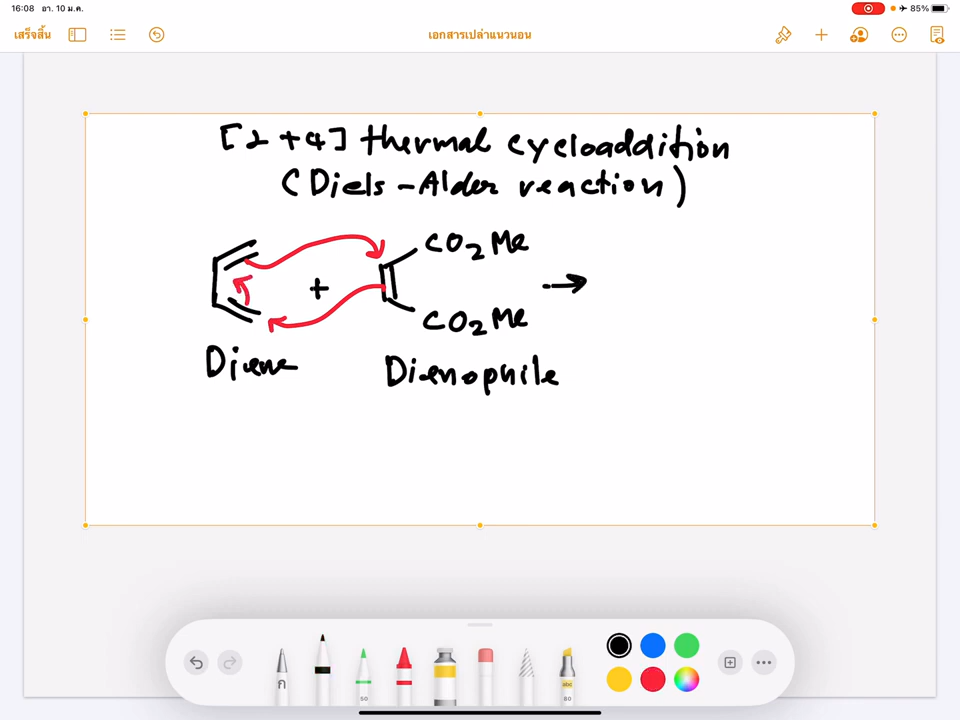 16:08 อา. 10 ม.ค.
85%
เสร็จสิ้น
เอกสารเปล่าแนวนอน
[2+4] thermal cycloaddition
(Diels-Alder reaction)
CO2Me
+
CO2Me
Diene
Dienophile
ก
50
abc
80